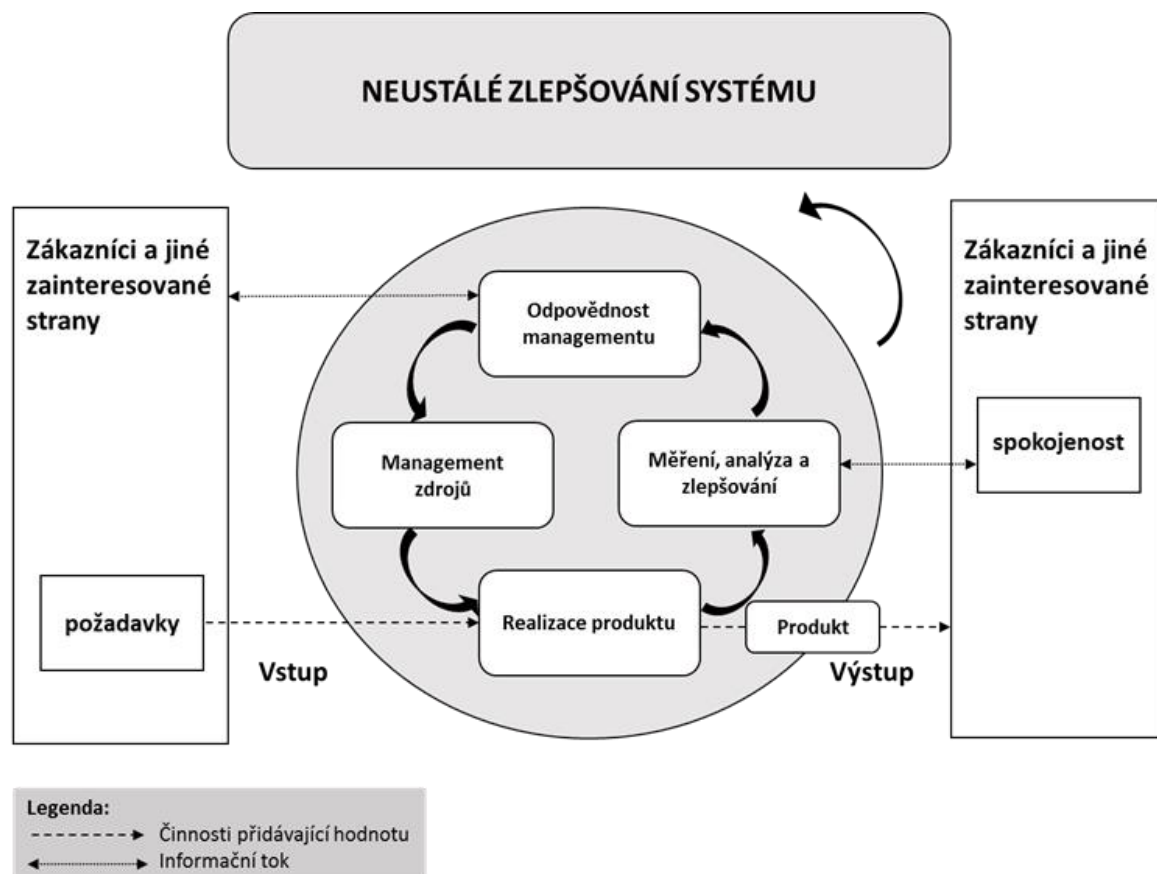 NEUSTÁLÉ ZLEPŠOVÁNÍ SYSTÉMU
Zákazníci a jiné
zainteresované
strany
Zákazníci a jiné
zainteresované
strany
Odpovědnost
managementu
Management
zdrojů
Měření, analýza a
zlepšování
spokojenost
požadavky
Realizace produktu
Produkt
Vstup
Výstup
Legenda:
Činnosti přidávající hodnotu
Informační tok